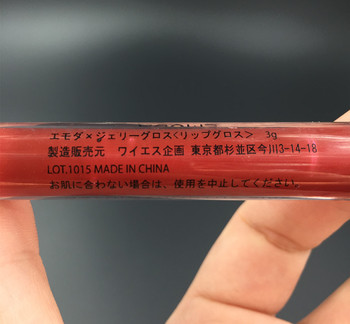 エモダ×ジェリーグロス<リップグロス> 3g
製造販売元 ワイエス企画 東京都杉並区今川3-14-18
LOT.1015 MADE IN CHINA
お肌に合わない場合は、使用を中止してください。